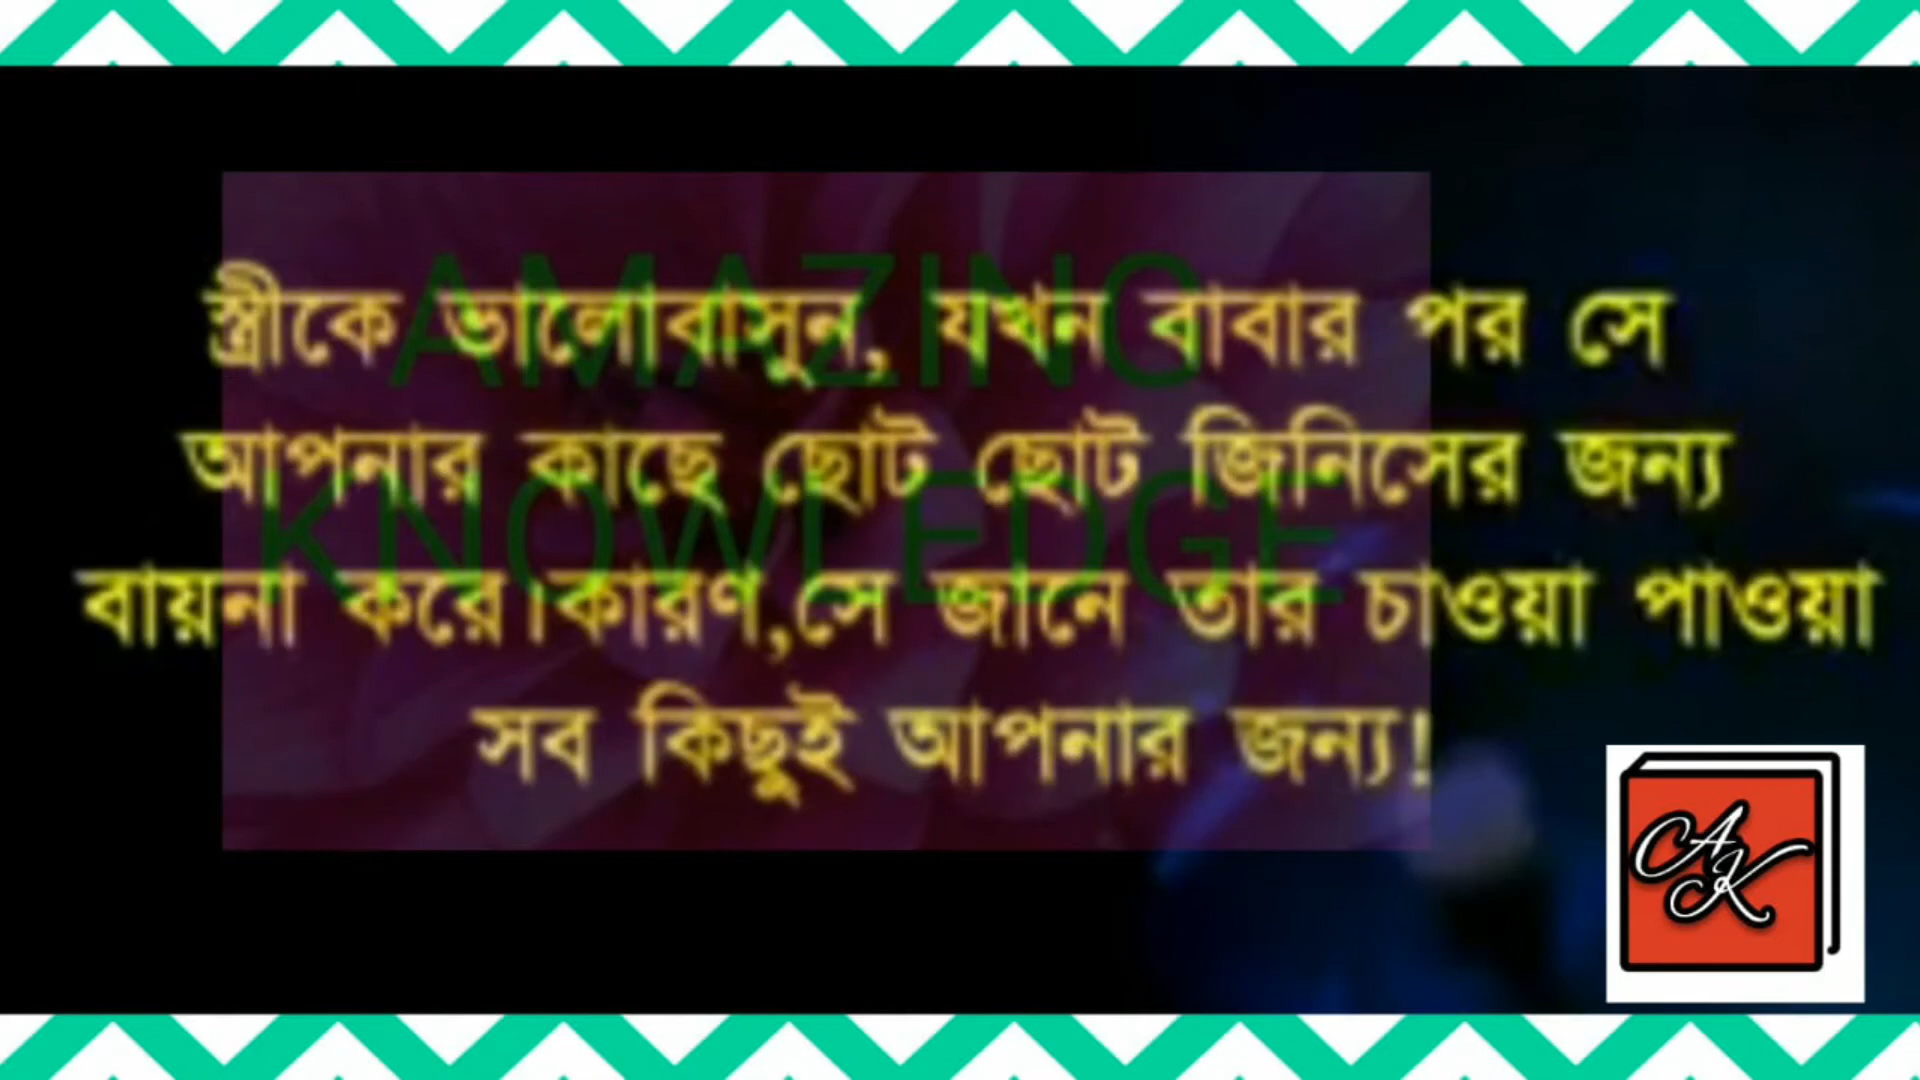 স্ত্রীকে ভালোবাসুন, যখন বাবার পর সে
আপনার কাছে ছোট ছোট জিনিসের জন্য
বায়না করে।কারণ,সে জানে তার চাওয়া পাওয়া
সব কিছুই আপনার জন্য!
AMAZING
KNOWLEDGE
AK